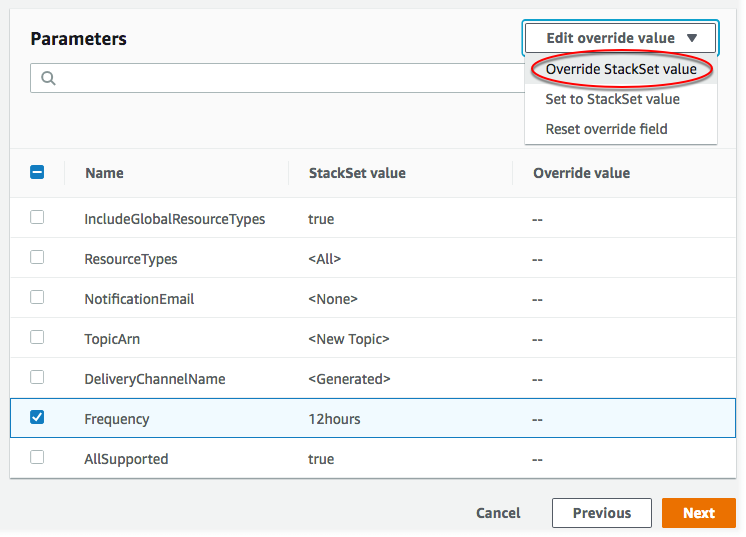 Parameters
Edit override value
Override StackSet value
Set to StackSet value
Reset override field
Name StackSet value Override value
IncludeGlobalResourceTypes true --
ResourceTypes <All> --
NotificationEmail <None> --
TopicArn <New Topic> --
DeliveryChannelName <Generated> --
Frequency 12hours --
AllSupported true --
Cancel Previous Next